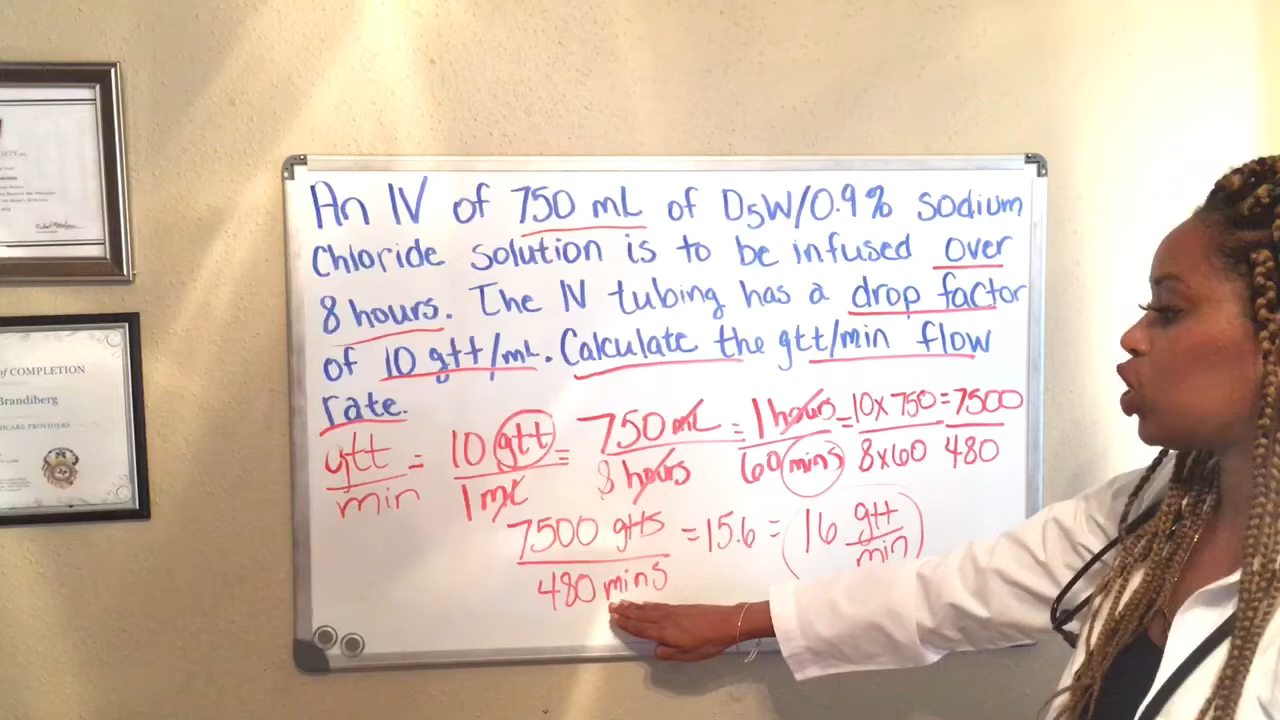 An IV of 750 mL of D5W/0.9% sodium
Chloride solution is to be infused over
8 hours. The IV tubing has a drop factor
of 10 gtt/mL. Calculate the gtt/min flow
rate.
gtt/min = 10 gtt/1mL = 750 mL/8 hours = 1 hours/60 mins = 10x750/8x60 = 7500/480
7500 gtts/480 mins = 15.6 = 16 gtt/min
of COMPLETION
Brandiberg